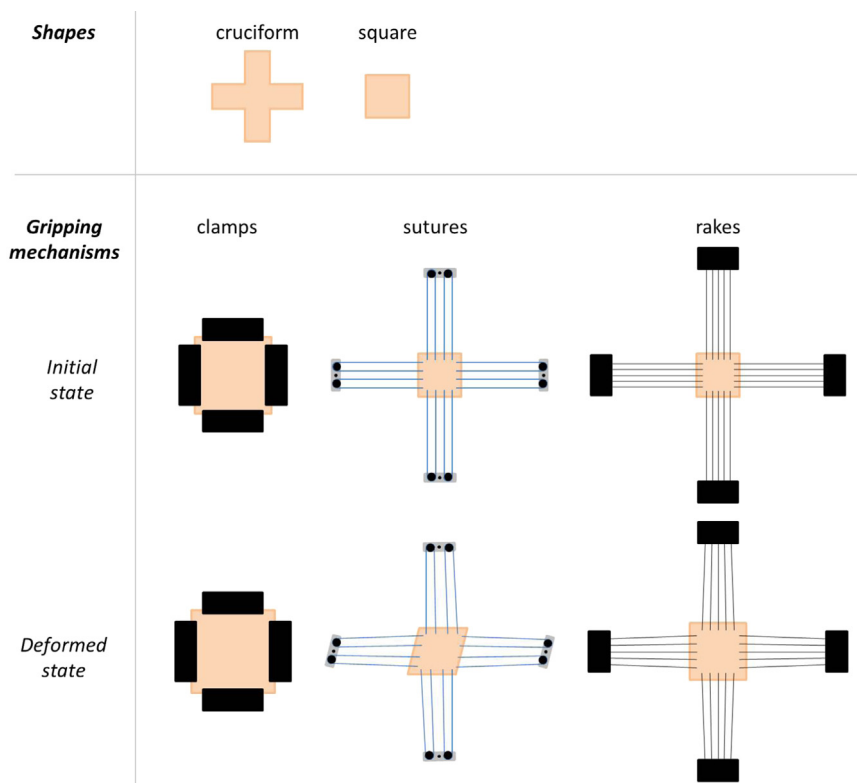 Shapes
cruciform
square
Gripping
mechanisms
clamps
sutures
rakes
Initial
state
Deformed
state